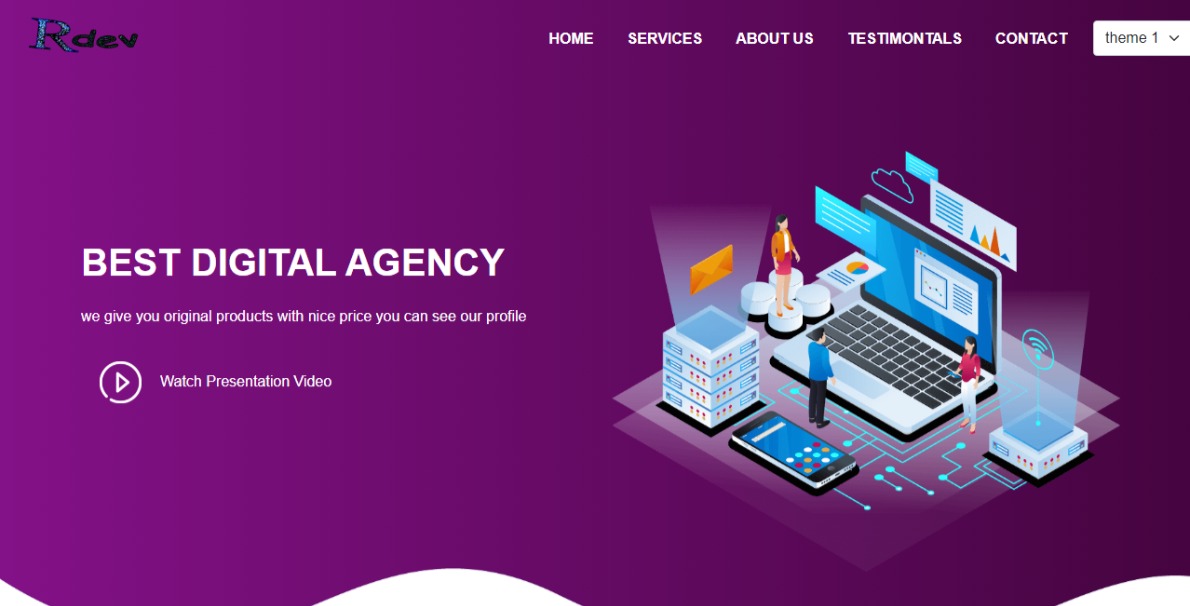 Rdev
HOME SERVICES ABOUT US TESTIMONTALS CONTACT theme 1
BEST DIGITAL AGENCY
we give you original products with nice price you can see our profile
Watch Presentation Video